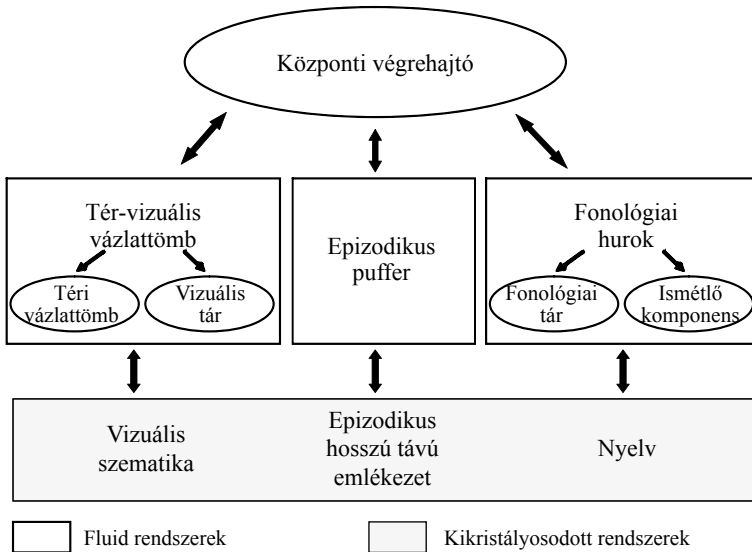 Központi végrehajtó
Tér-vizuális
vázlattömb
Téri
vázlattömb
Vizuális
tár
Epizodikus
puffer
Fonológiai
hurok
Fonológiai
tár
Ismétlő
komponens
Vizuális
szematika
Epizodikus
hosszú távú
emlékezet
Nyelv
Fluid rendszerek
Kikristályosodott rendszerek